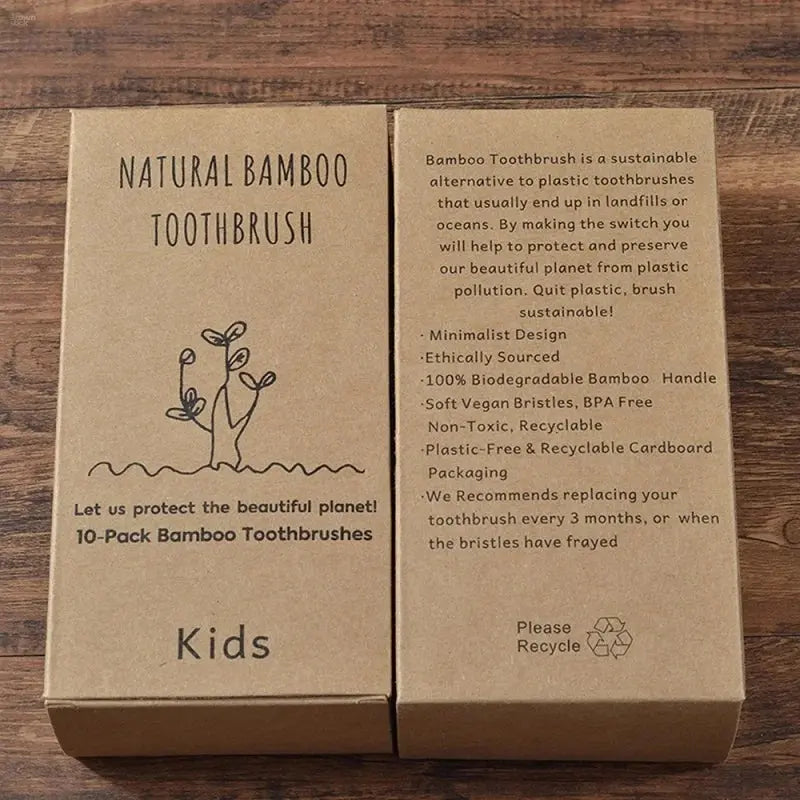 NATURAL BAMBOO
TOOTHBRUSH
Let us protect the beautiful planet!
10-Pack Bamboo Toothbrushes
Kids
Bamboo Toothbrush is a sustainable
alternative to plastic toothbrushes
that usually end up in landfills or
oceans. By making the switch you
will help to protect and preserve
our beautiful planet from plastic
pollution. Quit plastic, brush
sustainable!
· Minimalist Design
·Ethically Sourced
·100% Biodegradable Bamboo Handle
·Soft Vegan Bristles, BPA Free
Non-Toxic, Recyclable
·Plastic-Free & Recyclable Cardboard
Packaging
·We Recommends replacing your
toothbrush every 3 months, or when
the bristles have frayed
Please
Recycle